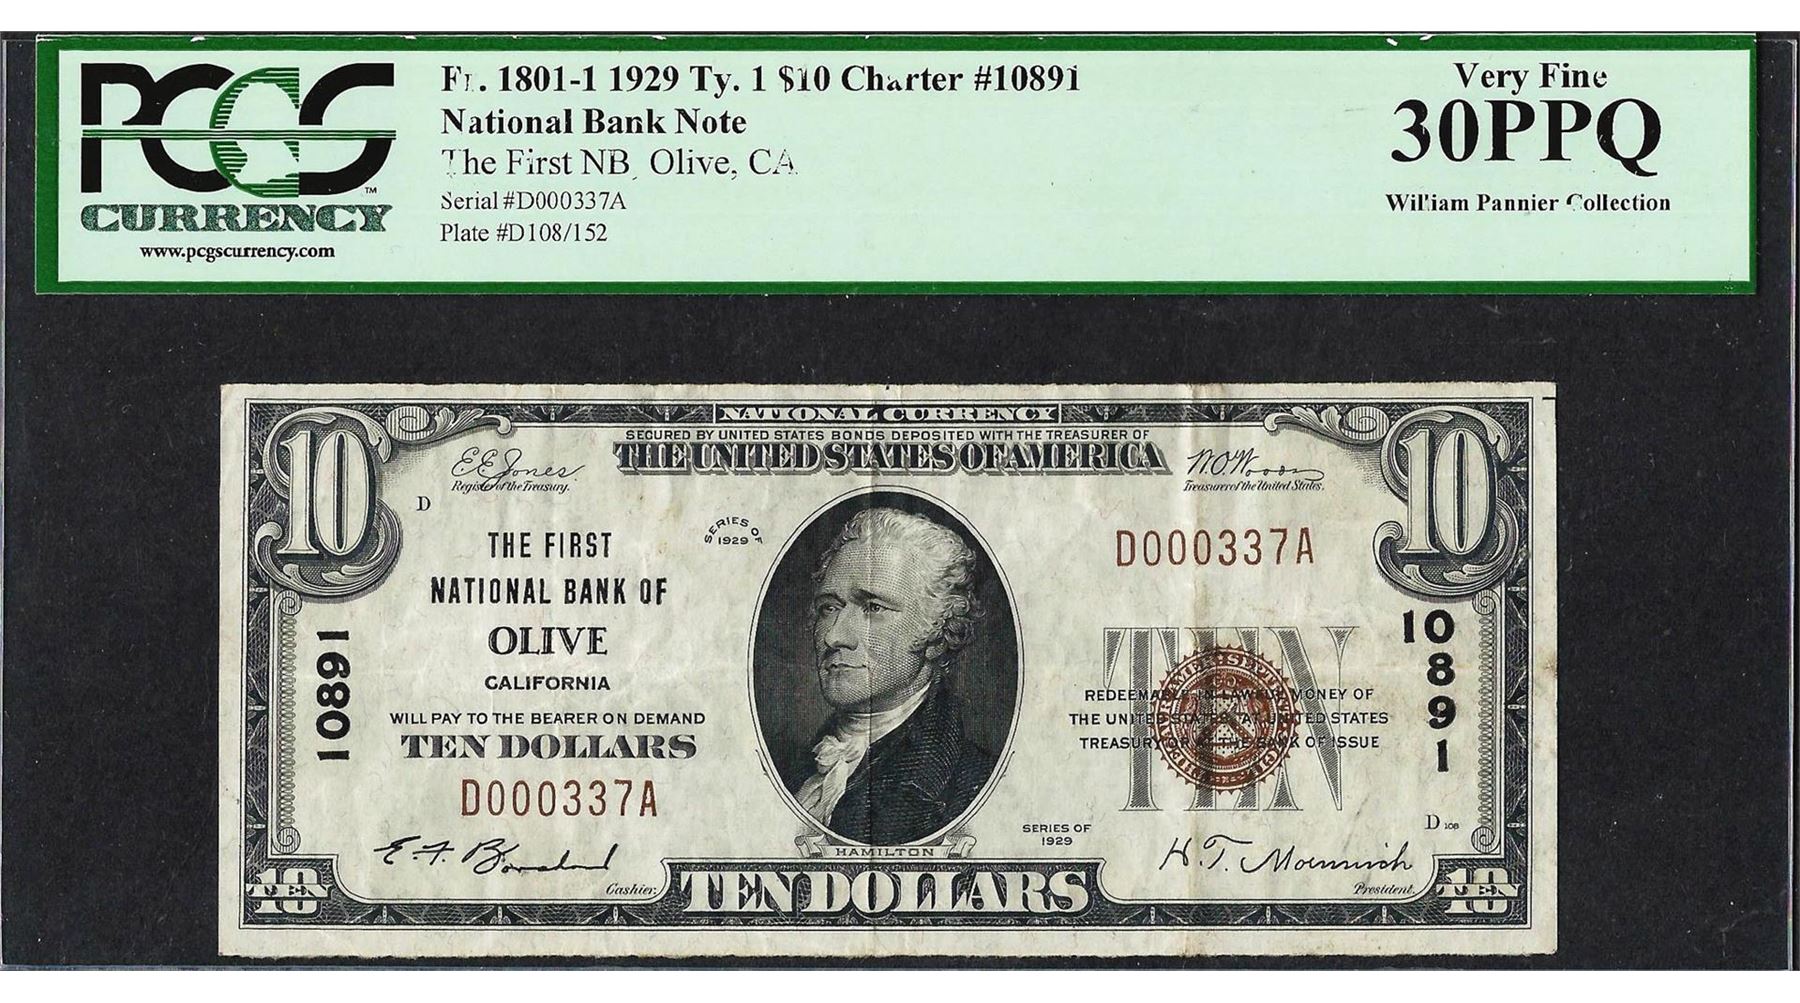 PCGS™
CURRENCY
www.pcgscurrency.com
Fr. 1801-1 1929 Ty. 1 $10 Charter #10891
National Bank Note
The First NB, Olive, CA
Serial #D000337A
Plate #D108/152
Very Fine
30PPQ
William Pannier Collection
NATIONAL CURRENCY
SECURED BY UNITED STATES BONDS DEPOSITED WITH THE TREASURER OF
THE UNITED STATES OF AMERICA
10
10
E.E. Jones
Register of the Treasury.
W.O. Woods
Treasurer of the United States.
D
SERIES OF
1929
THE FIRST
NATIONAL BANK OF
OLIVE
CALIFORNIA
WILL PAY TO THE BEARER ON DEMAND
TEN DOLLARS
D000337A
D000337A
10891
10891
TEN
REDEEMABLE IN LAWFUL MONEY OF
THE UNITED STATES AT UNITED STATES
TREASURY OR AT THE BANK OF ISSUE
SERIES OF
1929
D 108
HAMILTON
Cashier.
H. T.
President.
10 TEN
TEN DOLLARS
10 TEN